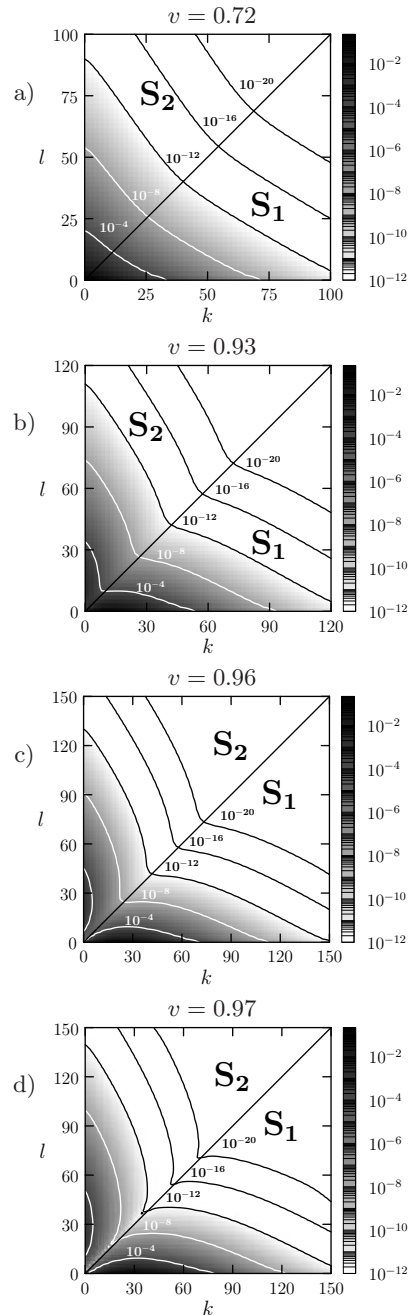 v = 0.72
a)
100
75
l
50
25
0
S2
S1
10−20
10−16
10−12
10−8
10−4
0 25 50 75 100
k
10−2
10−4
10−6
10−8
10−10
10−12
v = 0.93
b)
120
90
l
60
30
0
S2
S1
10−20
10−16
10−12
10−8
10−4
0 30 60 90 120
k
10−2
10−4
10−6
10−8
10−10
10−12
v = 0.96
c)
150
120
90
l
60
30
0
S2
S1
10−20
10−16
10−12
10−8
10−4
0 30 60 90 120 150
k
10−2
10−4
10−6
10−8
10−10
10−12
v = 0.97
d)
150
120
90
l
60
30
0
S2
S1
10−20
10−16
10−12
10−8
10−4
0 30 60 90 120 150
k
10−2
10−4
10−6
10−8
10−10
10−12